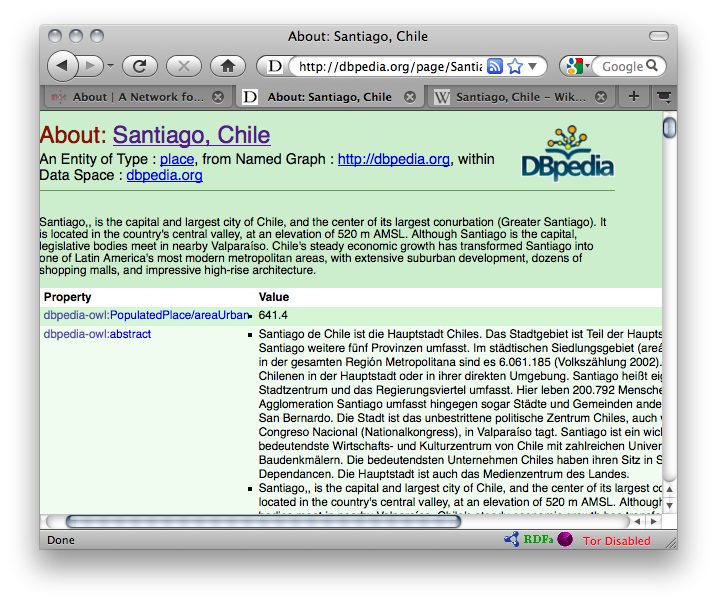 About: Santiago, Chile
http://dbpedia.org/page/Santia
Google
About | A Network fo...
D About: Santiago, Chile
W Santiago, Chile – Wik...
About: Santiago, Chile
An Entity of Type : place, from Named Graph : http://dbpedia.org, within
Data Space : dbpedia.org
DBpedia
Santiago,, is the capital and largest city of Chile, and the center of its largest conurbation (Greater Santiago). It
is located in the country's central valley, at an elevation of 520 m AMSL. Although Santiago is the capital,
legislative bodies meet in nearby Valparaíso. Chile's steady economic growth has transformed Santiago into
one of Latin America's most modern metropolitan areas, with extensive suburban development, dozens of
shopping malls, and impressive high-rise architecture.
Property Value
dbpedia-owl:PopulatedPlace/areaUrban 641.4
dbpedia-owl:abstract
Santiago de Chile ist die Hauptstadt Chiles. Das Stadtgebiet ist Teil der Haupts
Santiago weitere fünf Provinzen umfasst. Im städtischen Siedlungsgebiet (area
in der gesamten Región Metropolitana sind es 6.061.185 (Volkszählung 2002).
Chilenen in der Hauptstadt oder in ihrer direkten Umgebung. Santiago heißt eig
Stadtzentrum und das Regierungsviertel umfasst. Hier leben 200.792 Mensche
Agglomeration Santiago umfasst hingegen sogar Städte und Gemeinden ande
San Bernardo. Die Stadt ist das unbestrittene politische Zentrum Chiles, auch
Congreso Nacional (Nationalkongress), in Valparaíso tagt. Santiago ist ein wic
bedeutendste Wirtschafts- und Kulturzentrum von Chile mit zahlreichen Univer
Baudenkmälern. Die bedeutendsten Unternehmen Chiles haben ihren Sitz in S
Dependancen. Die Hauptstadt ist auch das Medienzentrum des Landes.
Santiago,, is the capital and largest city of Chile, and the center of its largest co
located in the country's central valley, at an elevation of 520 m AMSL. Although
Done
RDFa
Tor Disabled